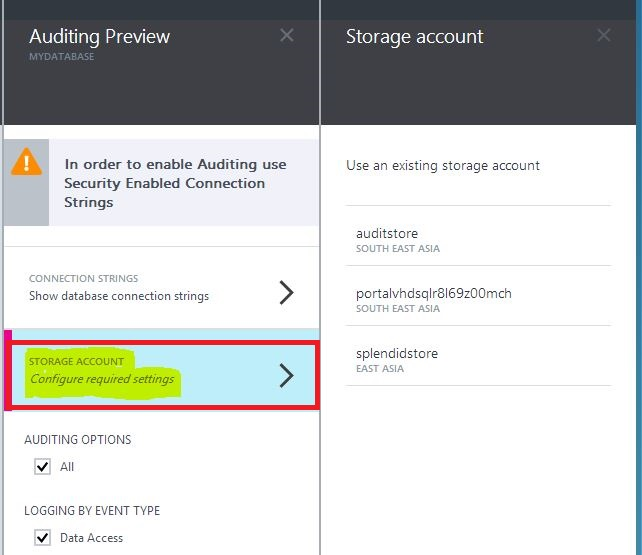 Auditing Preview
MYDATABASE
In order to enable Auditing use
Security Enabled Connection
Strings
CONNECTION STRINGS
Show database connection strings
STORAGE ACCOUNT
Configure required settings
AUDITING OPTIONS
All
LOGGING BY EVENT TYPE
Data Access
Storage account
Use an existing storage account
auditstore
SOUTH EAST ASIA
portalvhdsqlr8l69z00mch
SOUTH EAST ASIA
splendidstore
EAST ASIA